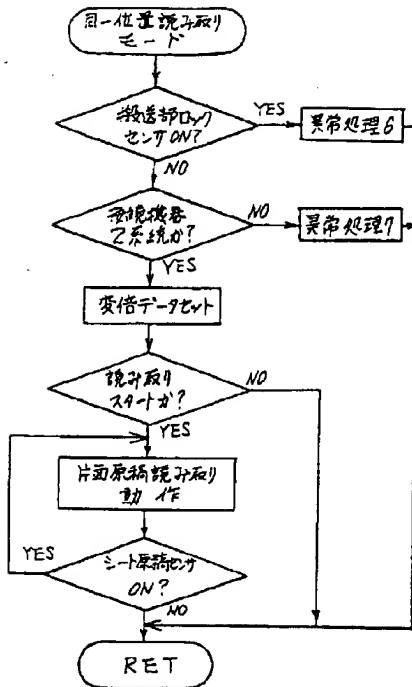 同一位置読み取り
モード
搬送部ロック
センサON?
YES
異常処理6
NO
接続機器
2系統か?
NO
異常処理7
YES
変倍データセット
読み取り
スタートか?
NO
YES
片面原稿読み取り
動作
シート原稿センサ
ON?
YES
NO
RET